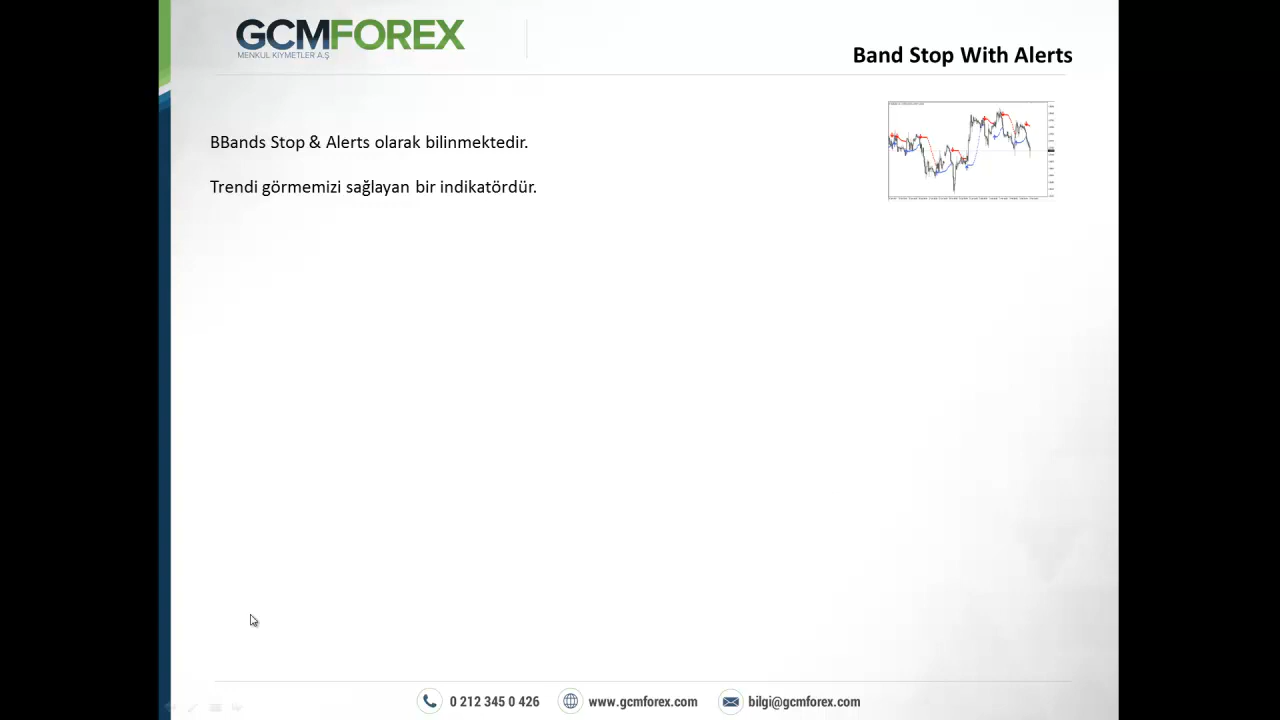 GCMFOREX
MENKUL KIYMETLER A.Ş
Band Stop With Alerts
BBands Stop & Alerts olarak bilinmektedir.
Trendi görmemizi sağlayan bir indikatördür.
0 212 345 0 426
www.gcmforex.com
bilgi@gcmforex.com